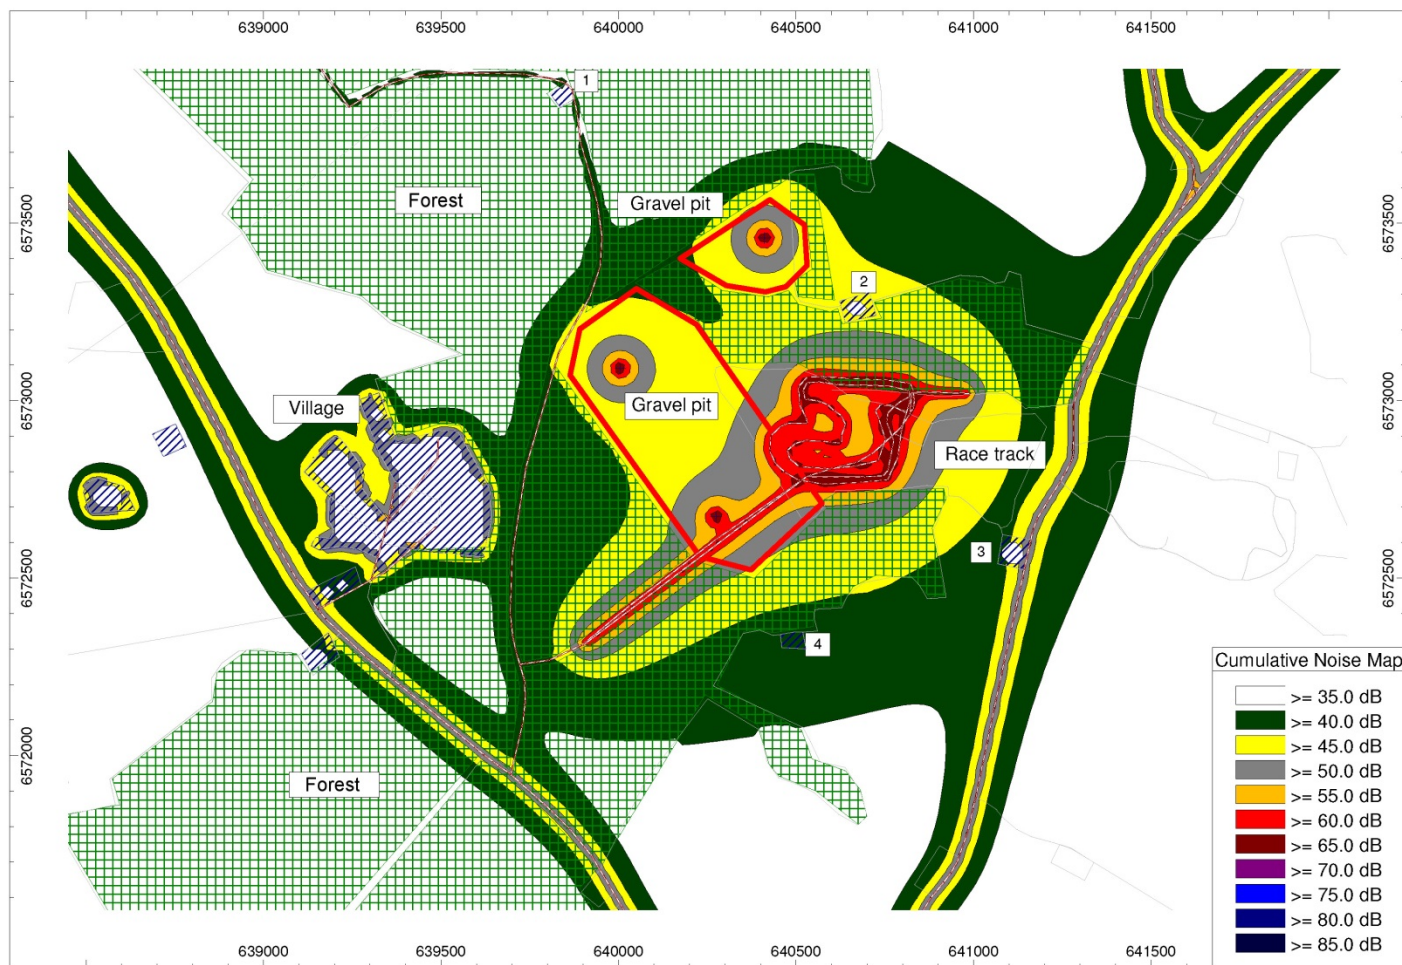 639000 639500 640000 640500 641000 641500
6573500
6573000
6572500
6572000
6573500
6573000
6572500
1
Forest
Gravel pit
2
Village
Gravel pit
Race track
3
4
Forest
Cumulative Noise Map
>= 35.0 dB
>= 40.0 dB
>= 45.0 dB
>= 50.0 dB
>= 55.0 dB
>= 60.0 dB
>= 65.0 dB
>= 70.0 dB
>= 75.0 dB
>= 80.0 dB
>= 85.0 dB
639000 639500 640000 640500 641000 641500